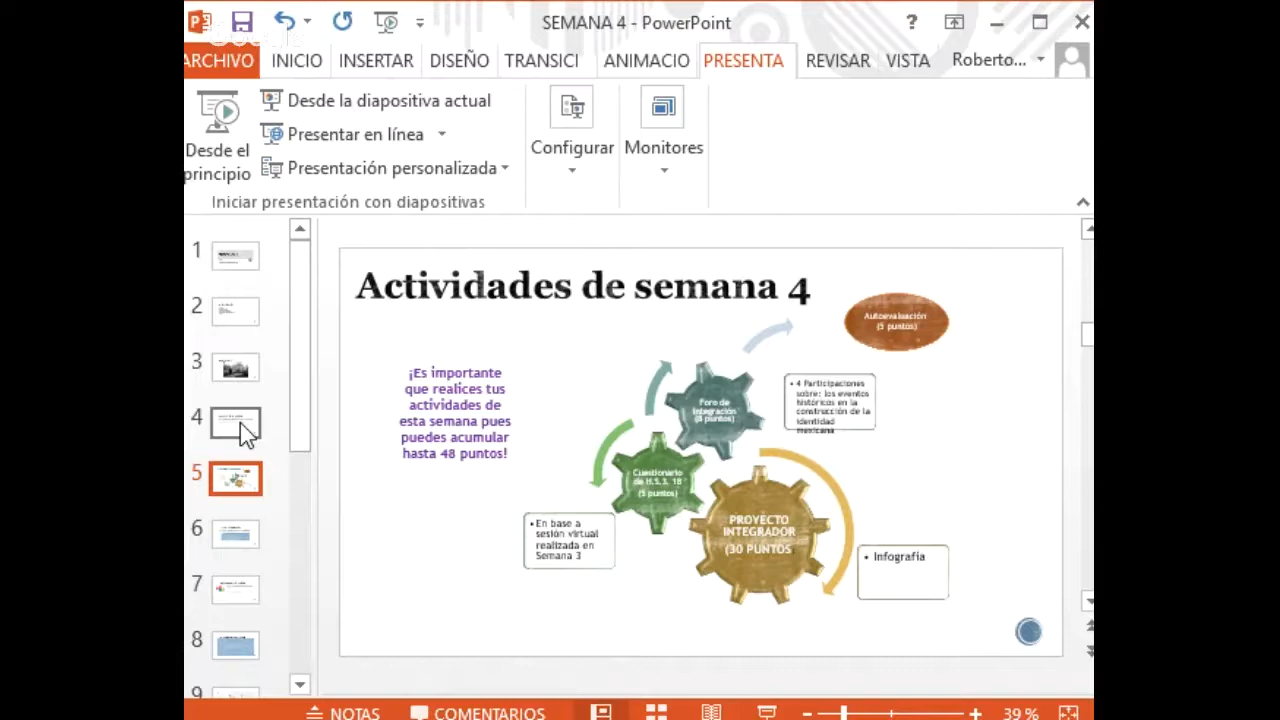 SEMANA 4 - PowerPoint
?
ARCHIVO INICIO INSERTAR DISEÑO TRANSICI ANIMACIO PRESENTA REVISAR VISTA Roberto...
Desde el
principio
Desde la diapositiva actual
Presentar en línea
Presentación personalizada
Configurar
Monitores
Iniciar presentación con diapositivas
1
2
3
4
5
6
7
8
9
Actividades de semana 4
¡Es importante
que realices tus
actividades de
esta semana pues
puedes acumular
hasta 48 puntos!
Autoevaluación
(5 puntos)
Foro de
Integración
(8 puntos)
• 4 Participaciones
sobre: los eventos
históricos en la
construcción de la
identidad
mexicana
Cuestionario
de H.S.3. 18
(5 puntos)
• En base a
sesión virtual
realizada en
Semana 3
PROYECTO
INTEGRADOR
(30 PUNTOS
• Infografía
NOTAS
COMENTARIOS
39 %